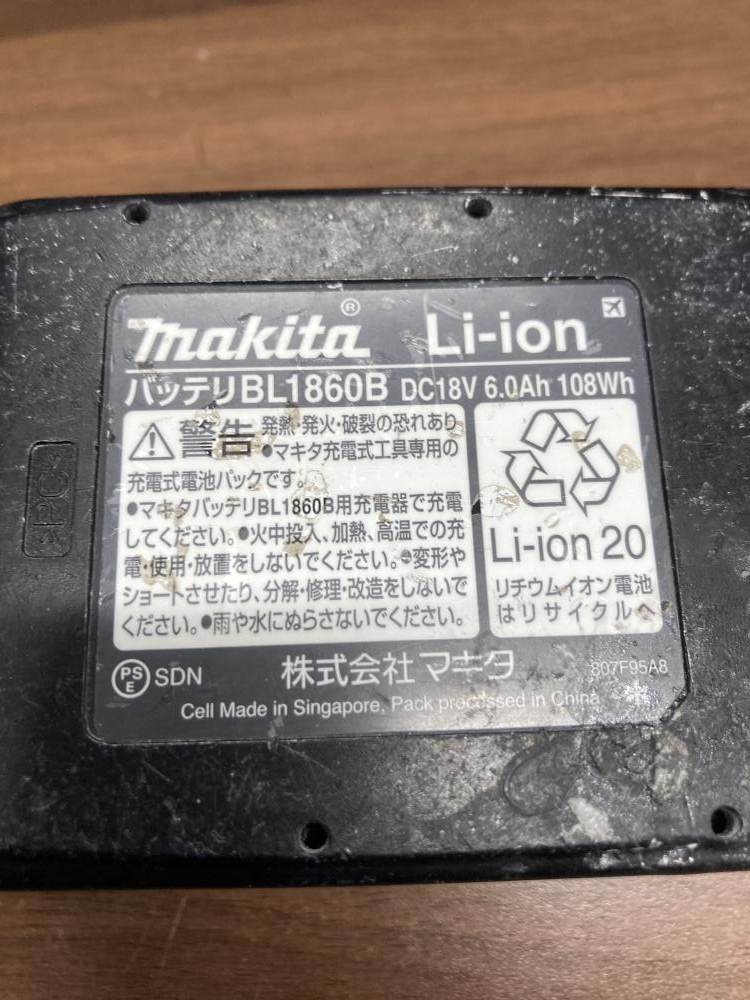 makita® Li-ion
バッテリBL1860B DC18V 6.0Ah 108Wh
警告 発熱・発火・破裂の恐れあり
●マキタ充電式工具専用の
充電式電池パックです。
●マキタバッテリBL1860B用充電器で充電
してください。●火中投入、加熱、高温での充
電・使用・放置をしないでください。●変形や
ショートさせたり、分解・修理・改造をしないで
ください。●雨や水にぬらさないでください。
Li-ion 20
リチウムイオン電池
はリサイクルへ
PSE SDN 株式会社マキタ 807F95A8
Cell Made in Singapore, Pack processed in China